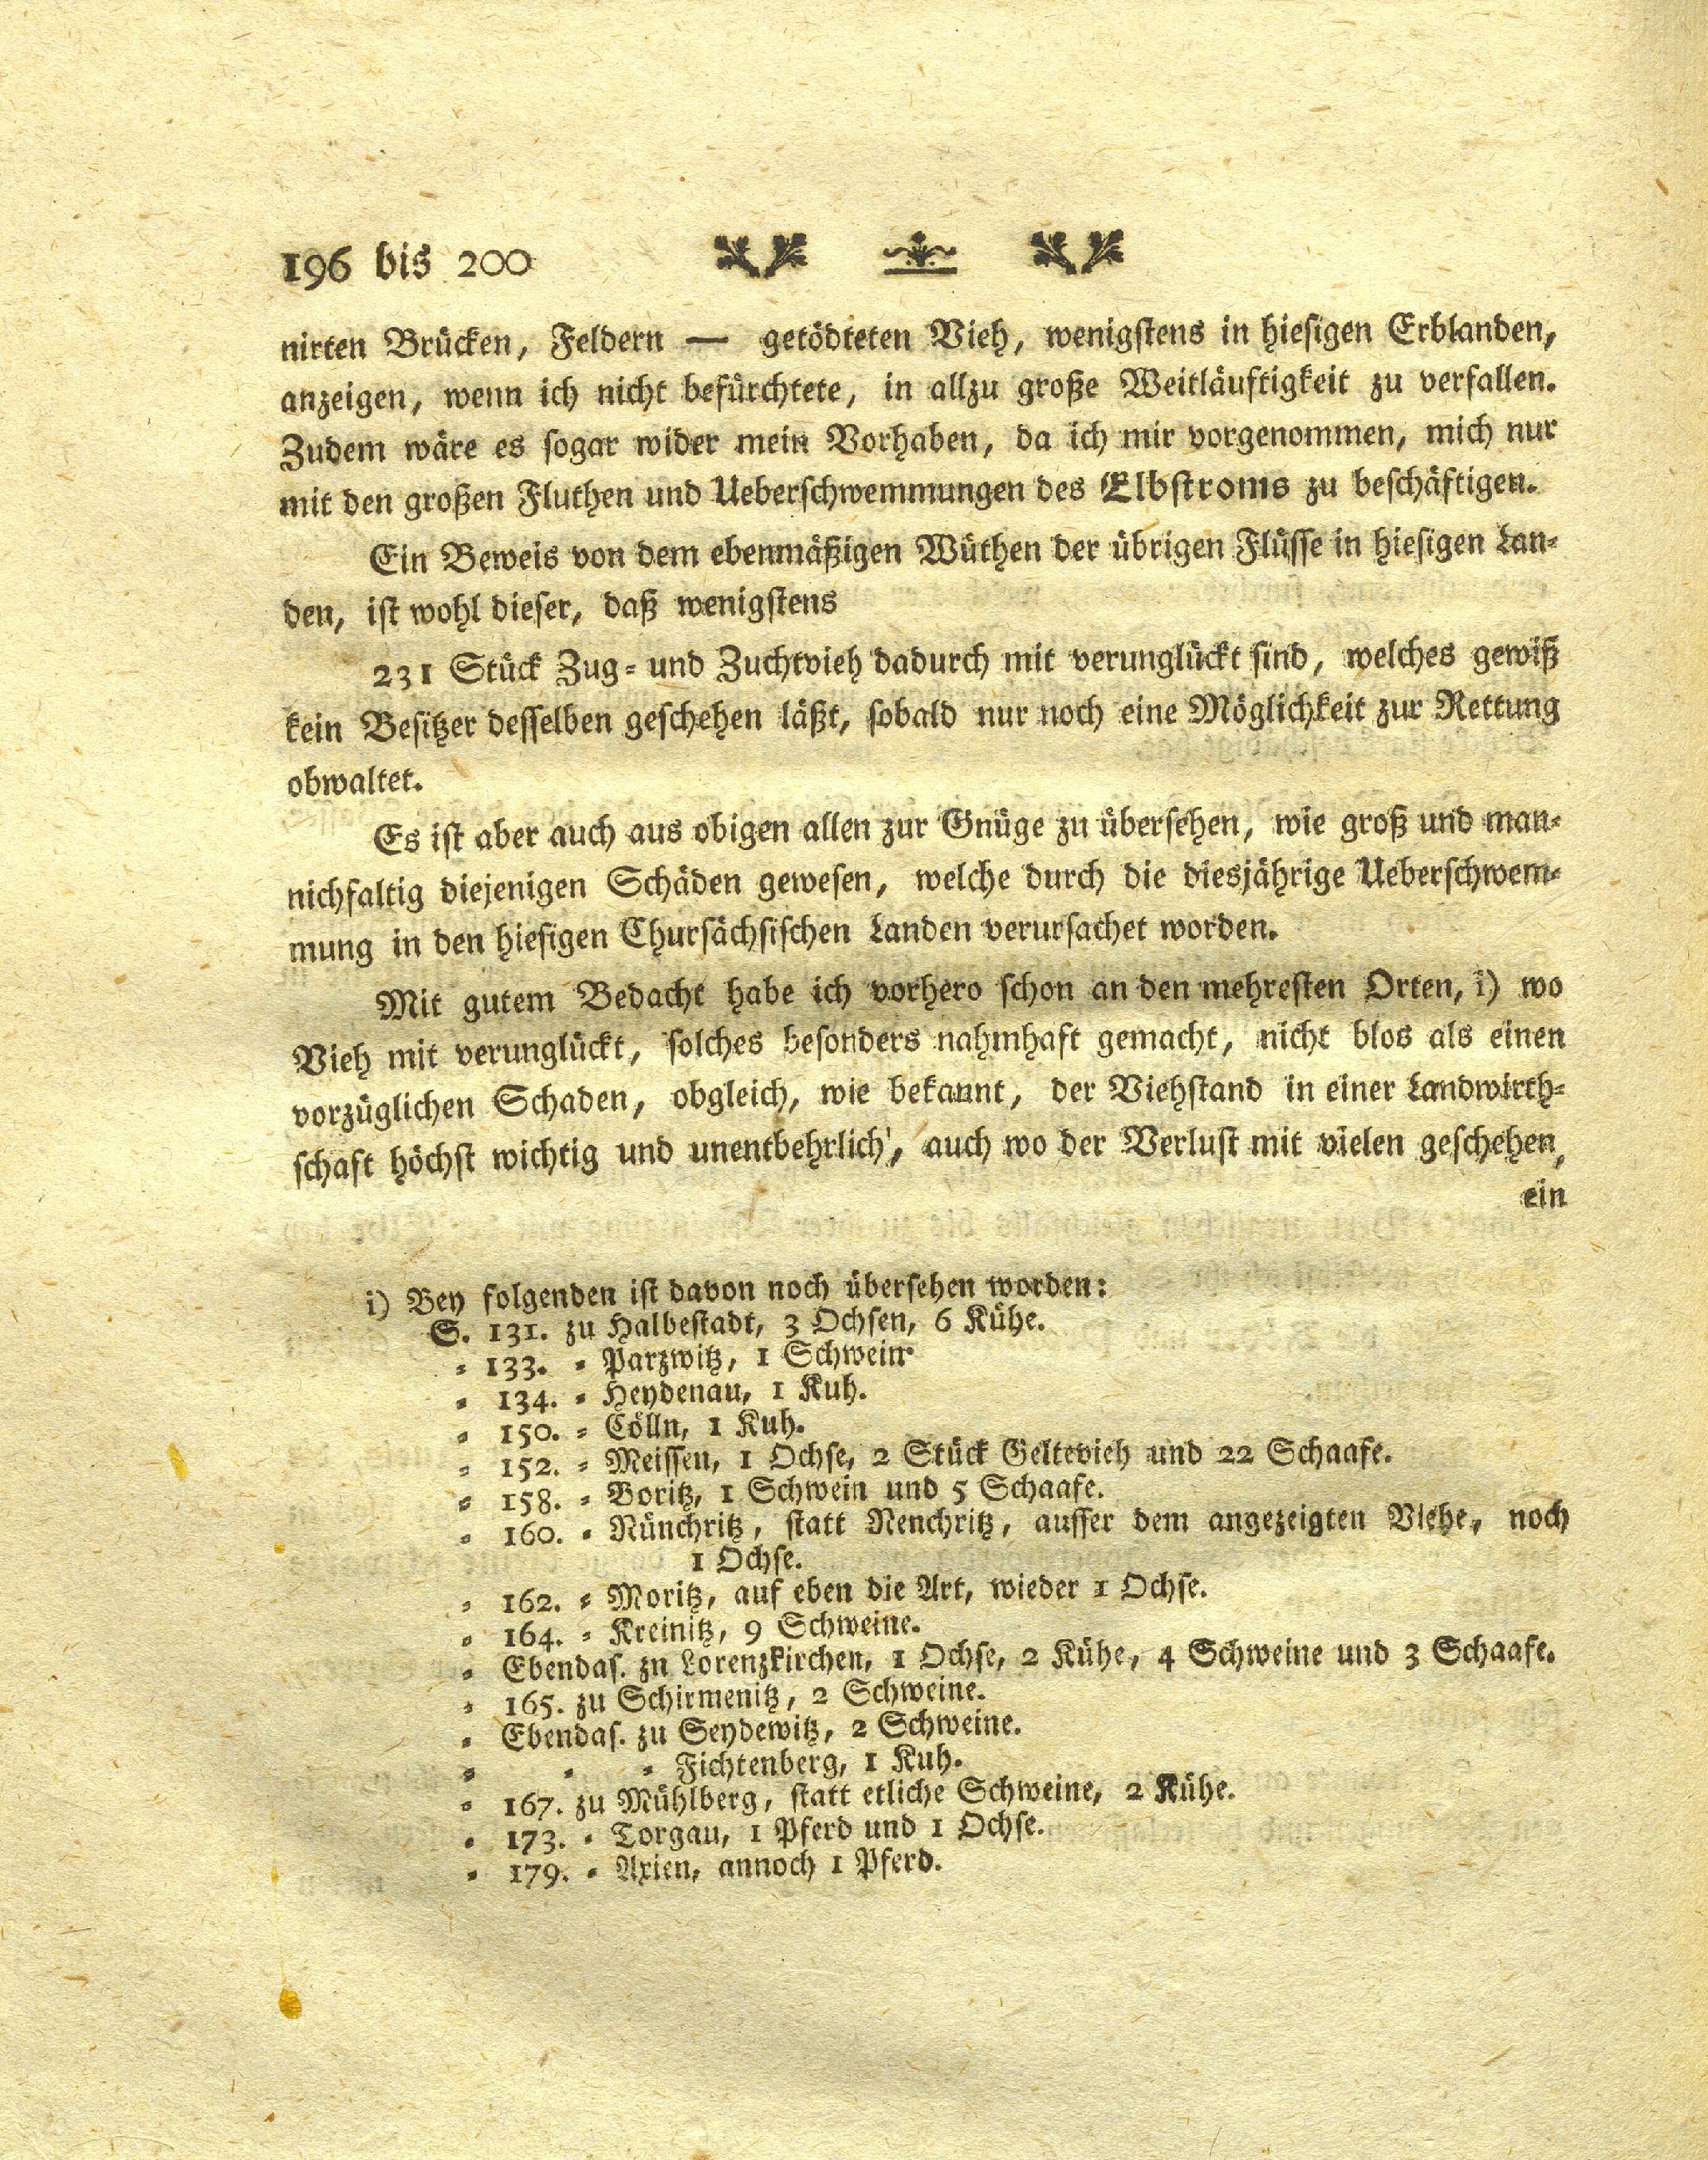 196 bis 200
nirten Brücken, Feldern — getödteten Vieh, wenigstens in hiesigen Erblanden,
anzeigen, wenn ich nicht befürchtete, in allzu große Weitläuftigkeit zu verfallen.
Zudem wäre es sogar wider mein Vorhaben, da ich mir vorgenommen, mich nur
mit den großen Fluthen und Ueberschwemmungen des Elbstroms zu beschäftigen.
Ein Beweis von dem ebenmäßigen Wüthen der übrigen Flüsse in hiesigen Lan-
den, ist wohl dieser, daß wenigstens
231 Stück Zug- und Zuchtvieh dadurch mit verunglückt sind, welches gewiß
kein Besitzer desselben geschehen läßt, sobald nur noch eine Möglichkeit zur Rettung
obwaltet.
Es ist aber auch aus obigen allen zur Gnüge zu übersehen, wie groß und man-
nichfaltig diejenigen Schäden gewesen, welche durch die diesjährige Ueberschwem-
mung in den hiesigen Chursächsischen Landen verursachet worden.
Mit gutem Bedacht habe ich vorhero schon an den mehresten Orten, i) wo
Vieh mit verunglückt, solches besonders nahmhaft gemacht, nicht blos als einen
vorzüglichen Schaden, obgleich, wie bekannt, der Viehstand in einer Landwirth-
schaft höchst wichtig und unentbehrlich, auch wo der Verlust mit vielen geschehen,
ein
i) Bey folgenden ist davon noch übersehen worden:
S. 131. zu Halbestadt, 3 Ochsen, 6 Kühe.
= 133. = Parzwitz, 1 Schwein
= 134. = Heydenau, 1 Kuh.
= 150. = Cölln, 1 Kuh.
= 152. = Meissen, 1 Ochse, 2 Stück Geltevieh und 22 Schaafe.
= 158. = Boritz, 1 Schwein und 5 Schaafe.
= 160. = Nünchritz, statt Nenchritz, ausser dem angezeigten Viehe, noch
1 Ochse.
= 162. = Moritz, auf eben die Art, wieder 1 Ochse.
= 164. = Kreinitz, 9 Schweine.
= Ebendas. zu Lorenzkirchen, 1 Ochse, 2 Kühe, 4 Schweine und 3 Schaafe.
= 165. zu Schirmenitz, 2 Schweine.
= Ebendas. zu Seydewitz, 2 Schweine.
= = = Fichtenberg, 1 Kuh.
= 167. zu Mühlberg, statt etliche Schweine, 2 Kühe.
= 173. = Torgau, 1 Pferd und 1 Ochse.
= 179. = Axien, annoch 1 Pferd.